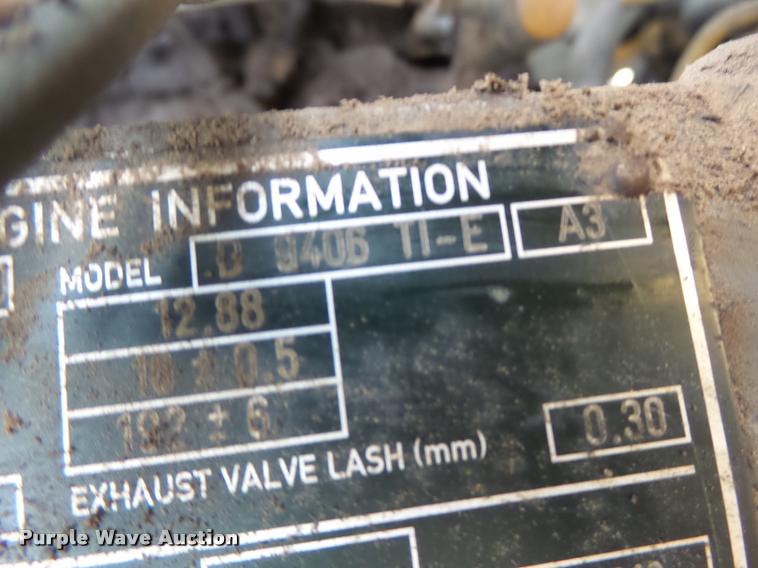 GINE INFORMATION
MODEL D 9406 TI-E A3
12.88
18 ± 0.5
192 ± 6
EXHAUST VALVE LASH (mm) 0.30
Purple Wave Auction